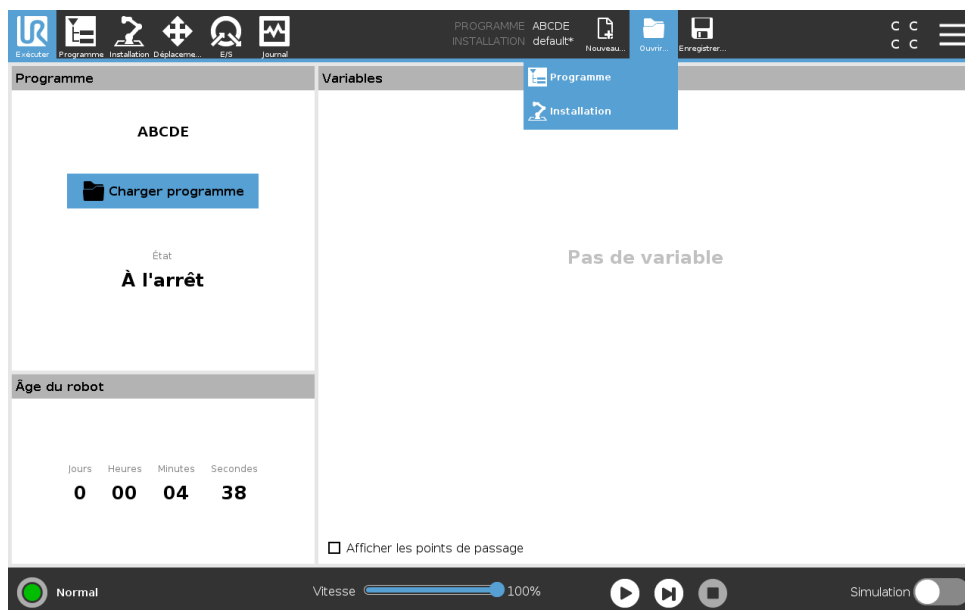 UR
PROGRAMME ABCDE
INSTALLATION default*
C C
C C
Exécuter Programme Installation Déplaceme... E/S Journal
Nouveau... Ouvrir... Enregistrer...
Programme
Installation
Programme
Variables
ABCDE
Charger programme
État
À l'arrêt
Pas de variable
Âge du robot
Jours Heures Minutes Secondes
0 00 04 38
Afficher les points de passage
Normal
Vitesse 100%
Simulation